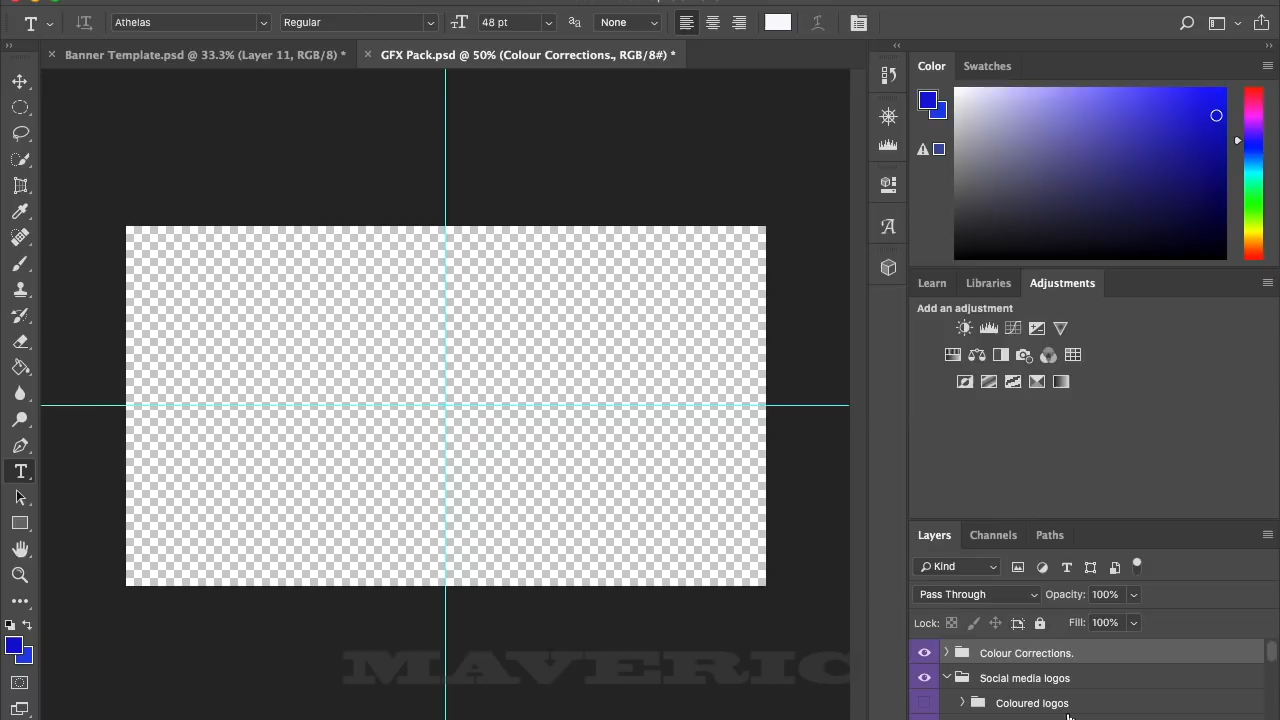 Athelas Regular 48 pt None
Banner Template.psd @ 33.3% (Layer 11, RGB/8) * GFX Pack.psd @ 50% (Colour Corrections., RGB/8#) *
Color Swatches
Learn Libraries Adjustments
Add an adjustment
Layers Channels Paths
Kind
Pass Through Opacity: 100%
Lock: Fill: 100%
Colour Corrections.
Social media logos
Coloured logos
MAVERIC